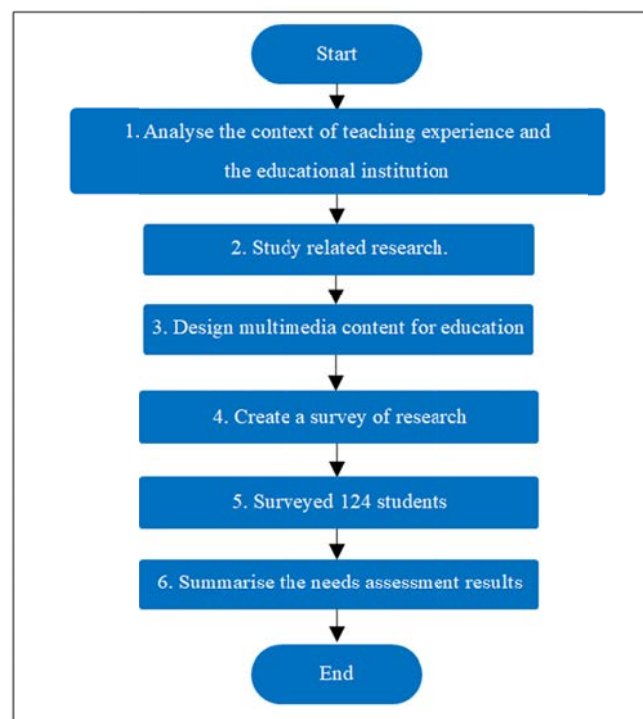 Start
1. Analyse the context of teaching experience and
the educational institution
2. Study related research.
3. Design multimedia content for education
4. Create a survey of research
5. Surveyed 124 students
6. Summarise the needs assessment results
End